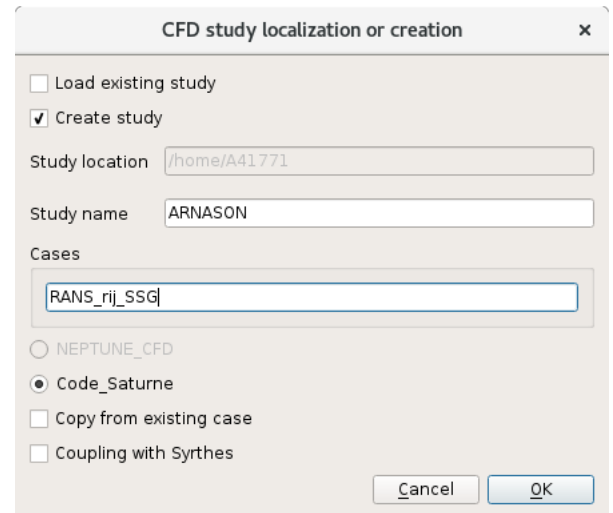 CFD study localization or creation ×
Load existing study
Create study
Study location /home/A41771
Study name ARNASON
Cases
RANS_rij_SSG
NEPTUNE_CFD
Code_Saturne
Copy from existing case
Coupling with Syrthes
Cancel OK